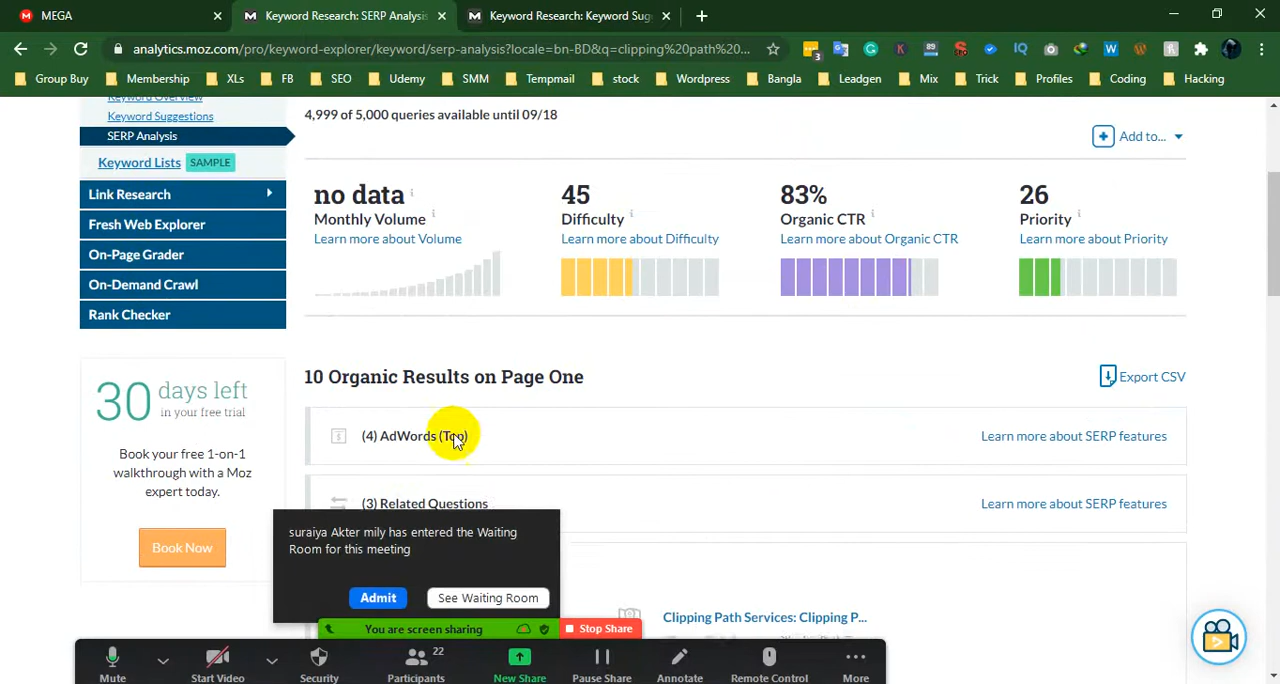 MEGA
Keyword Research: SERP Analysis
Keyword Research: Keyword Sug
analytics.moz.com/pro/keyword-explorer/keyword/serp-analysis?locale=bn-BD&q=clipping%20path%20...
3
89
IQ
W
Group Buy
Membership
XLs
FB
SEO
Udemy
SMM
Tempmail
stock
Wordpress
Bangla
Leadgen
Mix
Trick
Profiles
Coding
Hacking
Keyword Overview
Keyword Suggestions
SERP Analysis
Keyword Lists SAMPLE
Link Research
Fresh Web Explorer
On-Page Grader
On-Demand Crawl
Rank Checker
4,999 of 5,000 queries available until 09/18
Add to...
no data
Monthly Volume
Learn more about Volume
45
Difficulty
Learn more about Difficulty
83%
Organic CTR
Learn more about Organic CTR
26
Priority
Learn more about Priority
30 days left
in your free trial
Book your free 1-on-1
walkthrough with a Moz
expert today.
Book Now
10 Organic Results on Page One
Export CSV
(4) AdWords (Top)
Learn more about SERP features
(3) Related Questions
Learn more about SERP features
Clipping Path Services: Clipping P...
suraiya Akter mily has entered the Waiting
Room for this meeting
Admit
See Waiting Room
You are screen sharing
Stop Share
Mute
Start Video
Security
22
Participants
New Share
Pause Share
Annotate
Remote Control
More